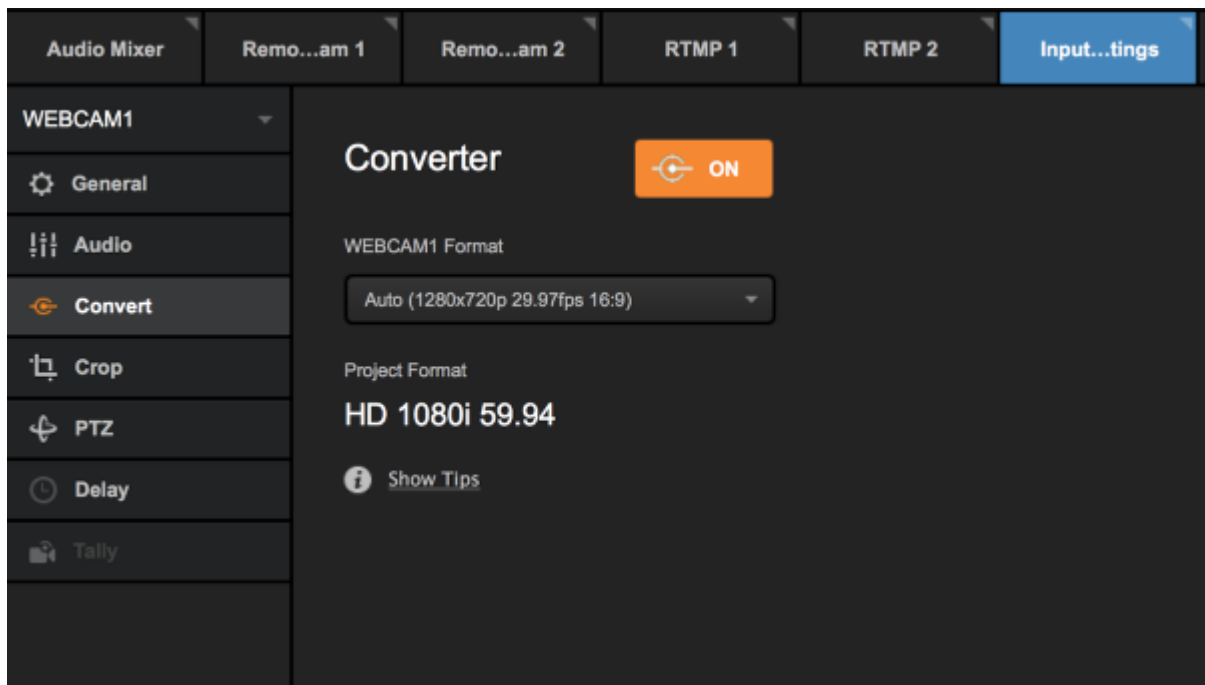 Audio Mixer
Remo...am 1
Remo...am 2
RTMP 1
RTMP 2
Input...tings
WEBCAM1
General
Audio
Convert
Crop
PTZ
Delay
Tally
Converter
ON
WEBCAM1 Format
Auto (1280x720p 29.97fps 16:9)
Project Format
HD 1080i 59.94
Show Tips